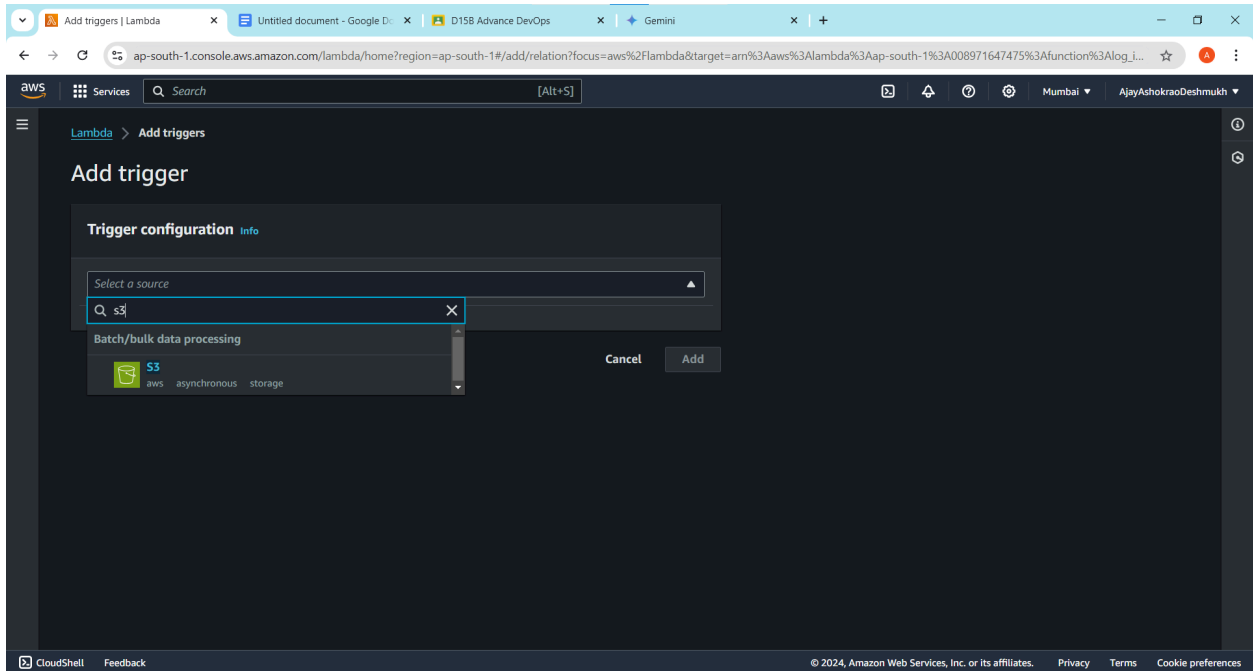 Add triggers | Lambda
Untitled document - Google Do
D15B Advance DevOps
Gemini
ap-south-1.console.aws.amazon.com/lambda/home?region=ap-south-1#/add/relation?focus=aws%2Flambda&target=arn%3Aaws%3Alambda%3Aap-south-1%3A008971647475%3Afunction%3Alog_i...
A
aws
Services
Search
[Alt+S]
Mumbai
AjayAshokraoDeshmukh
Lambda > Add triggers
Add trigger
Trigger configuration Info
Select a source
s3
Batch/bulk data processing
S3
aws asynchronous storage
Cancel Add
CloudShell Feedback
© 2024, Amazon Web Services, Inc. or its affiliates. Privacy Terms Cookie preferences